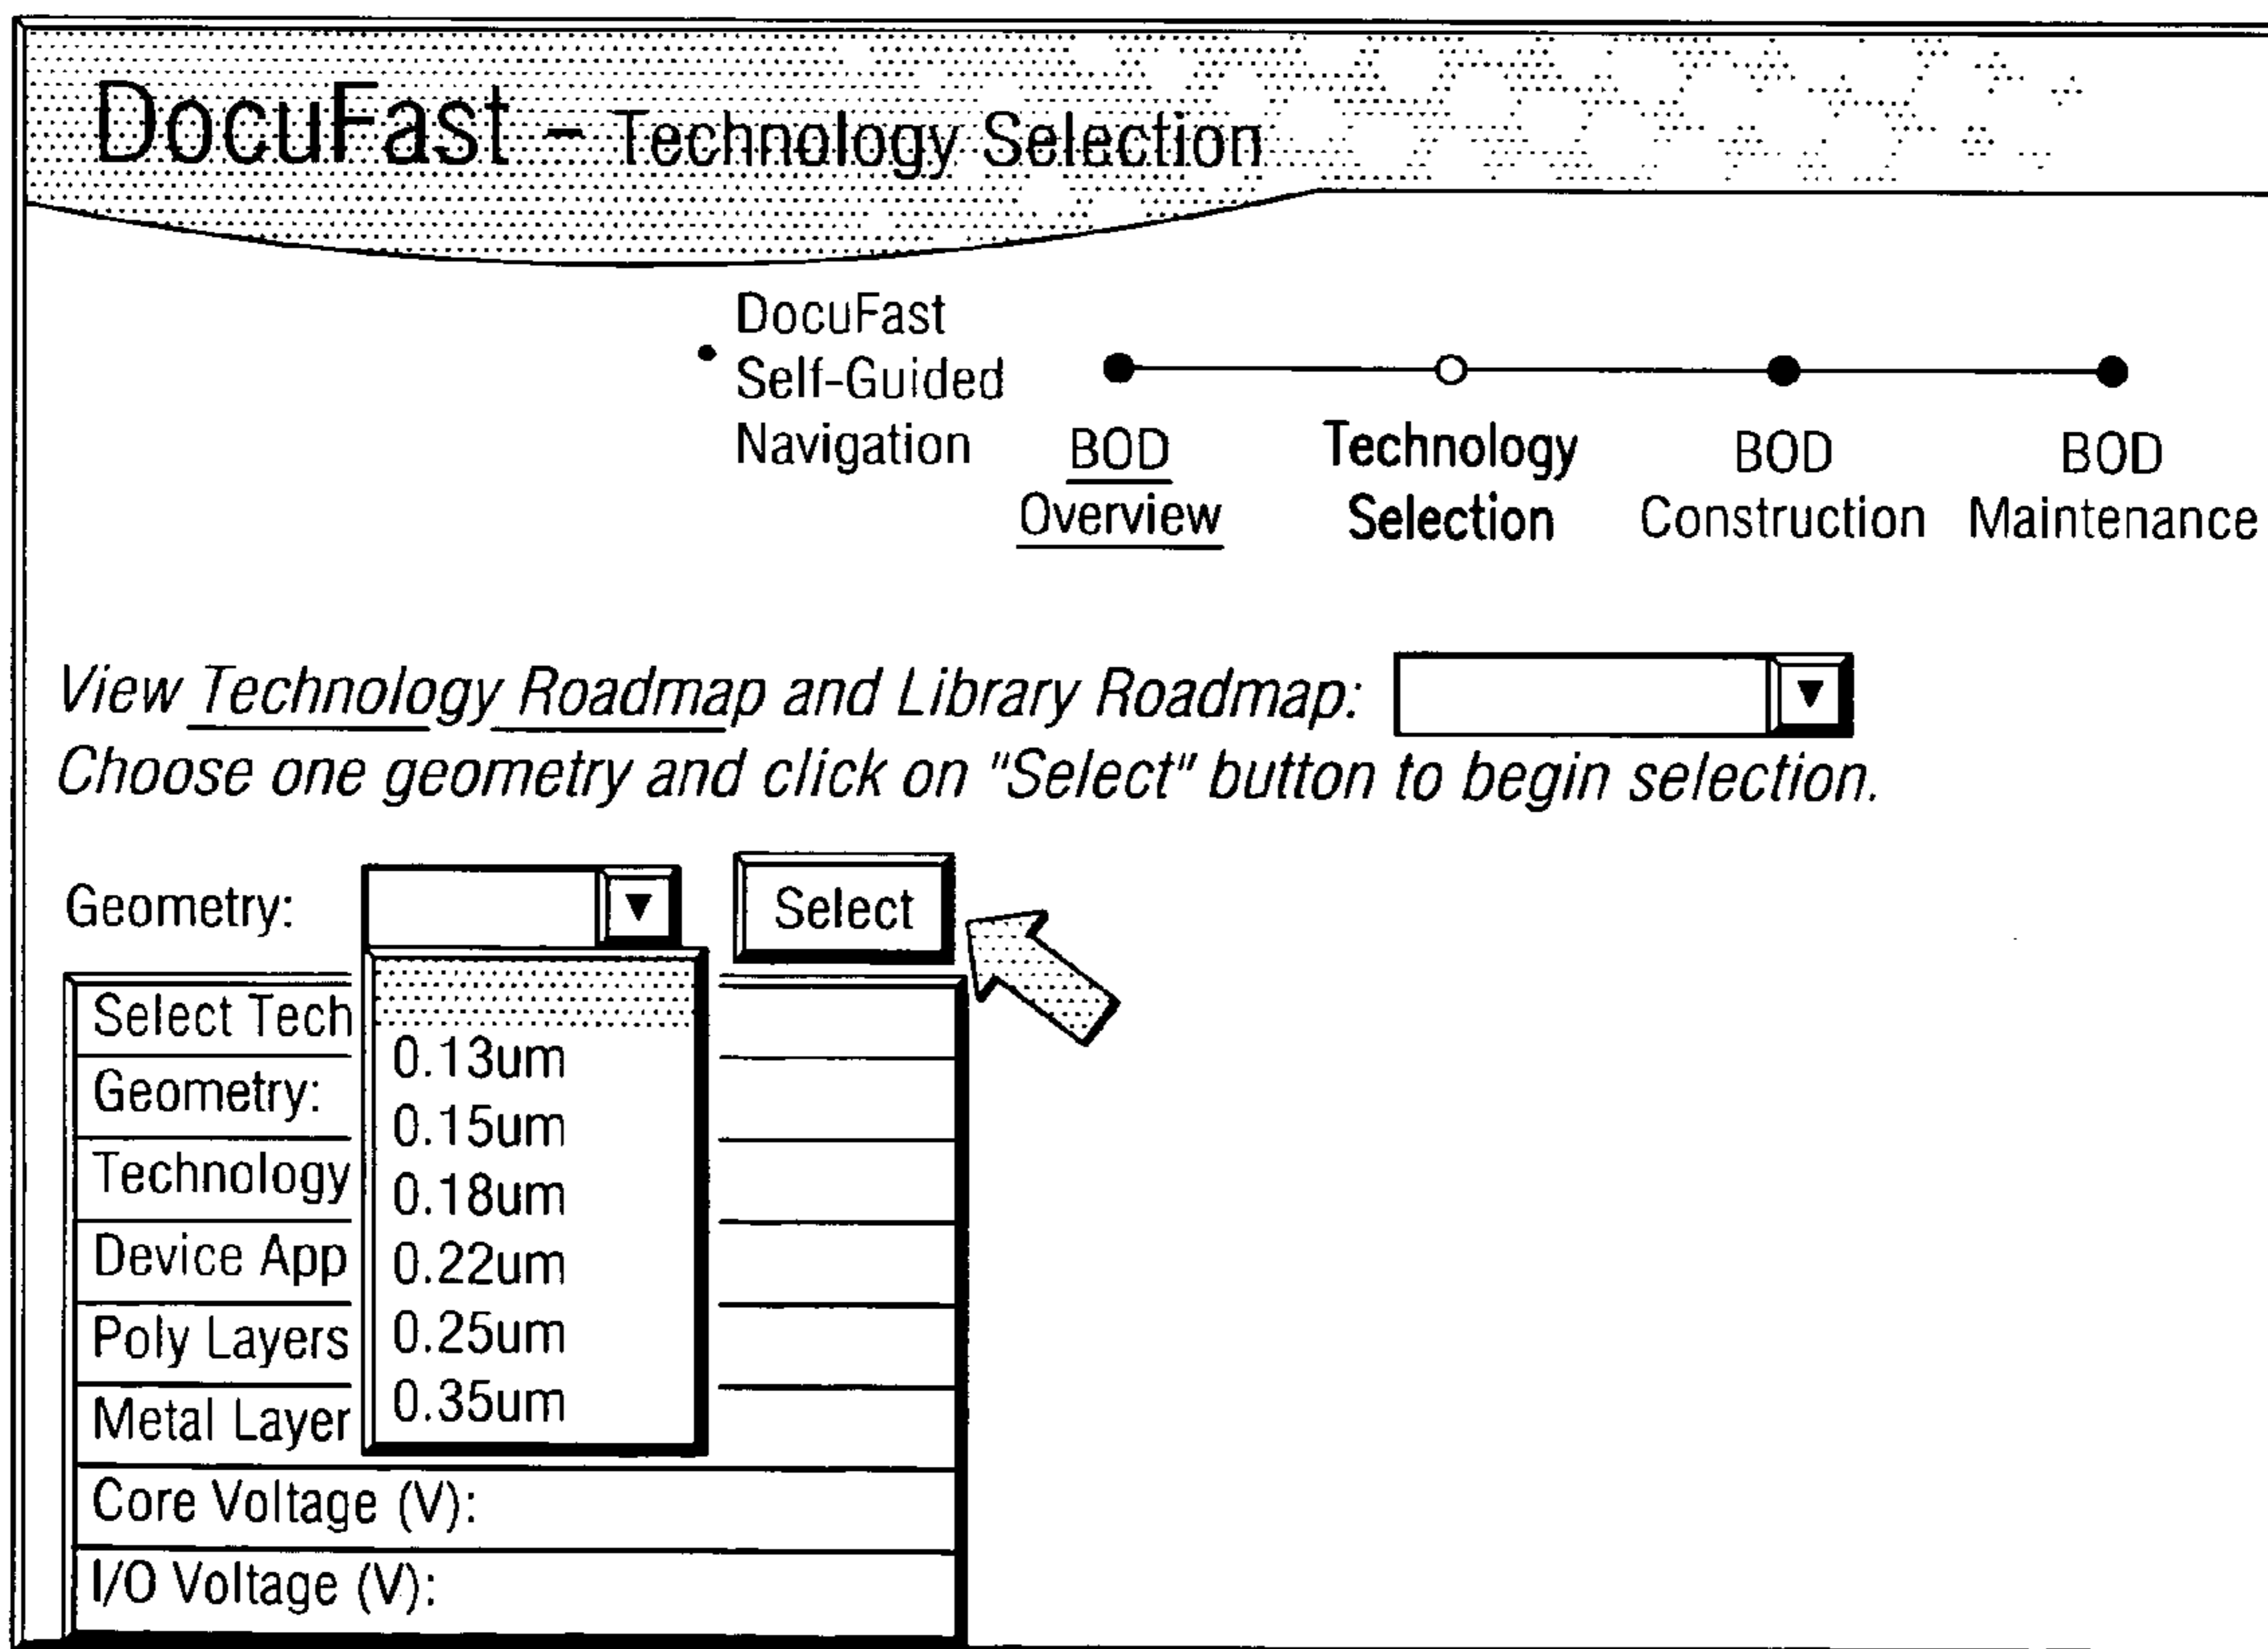 DocuFast - Technology Selection
DocuFast
Self-Guided
Navigation
BOD
Overview
Technology
Selection
BOD
Construction
BOD
Maintenance
View Technology Roadmap and Library Roadmap:
Choose one geometry and click on "Select" button to begin selection.
Geometry:
Select
0.13um
0.15um
0.18um
0.22um
0.25um
0.35um
Select Tech
Geometry:
Technology
Device App
Poly Layers
Metal Layer
Core Voltage (V):
I/O Voltage (V):